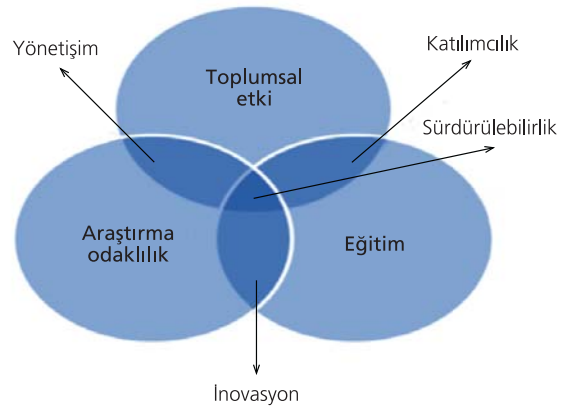 Yönetişim
Toplumsal
etki
Katılımcılık
Sürdürülebilirlik
Araştırma
odaklılık
Eğitim
İnovasyon